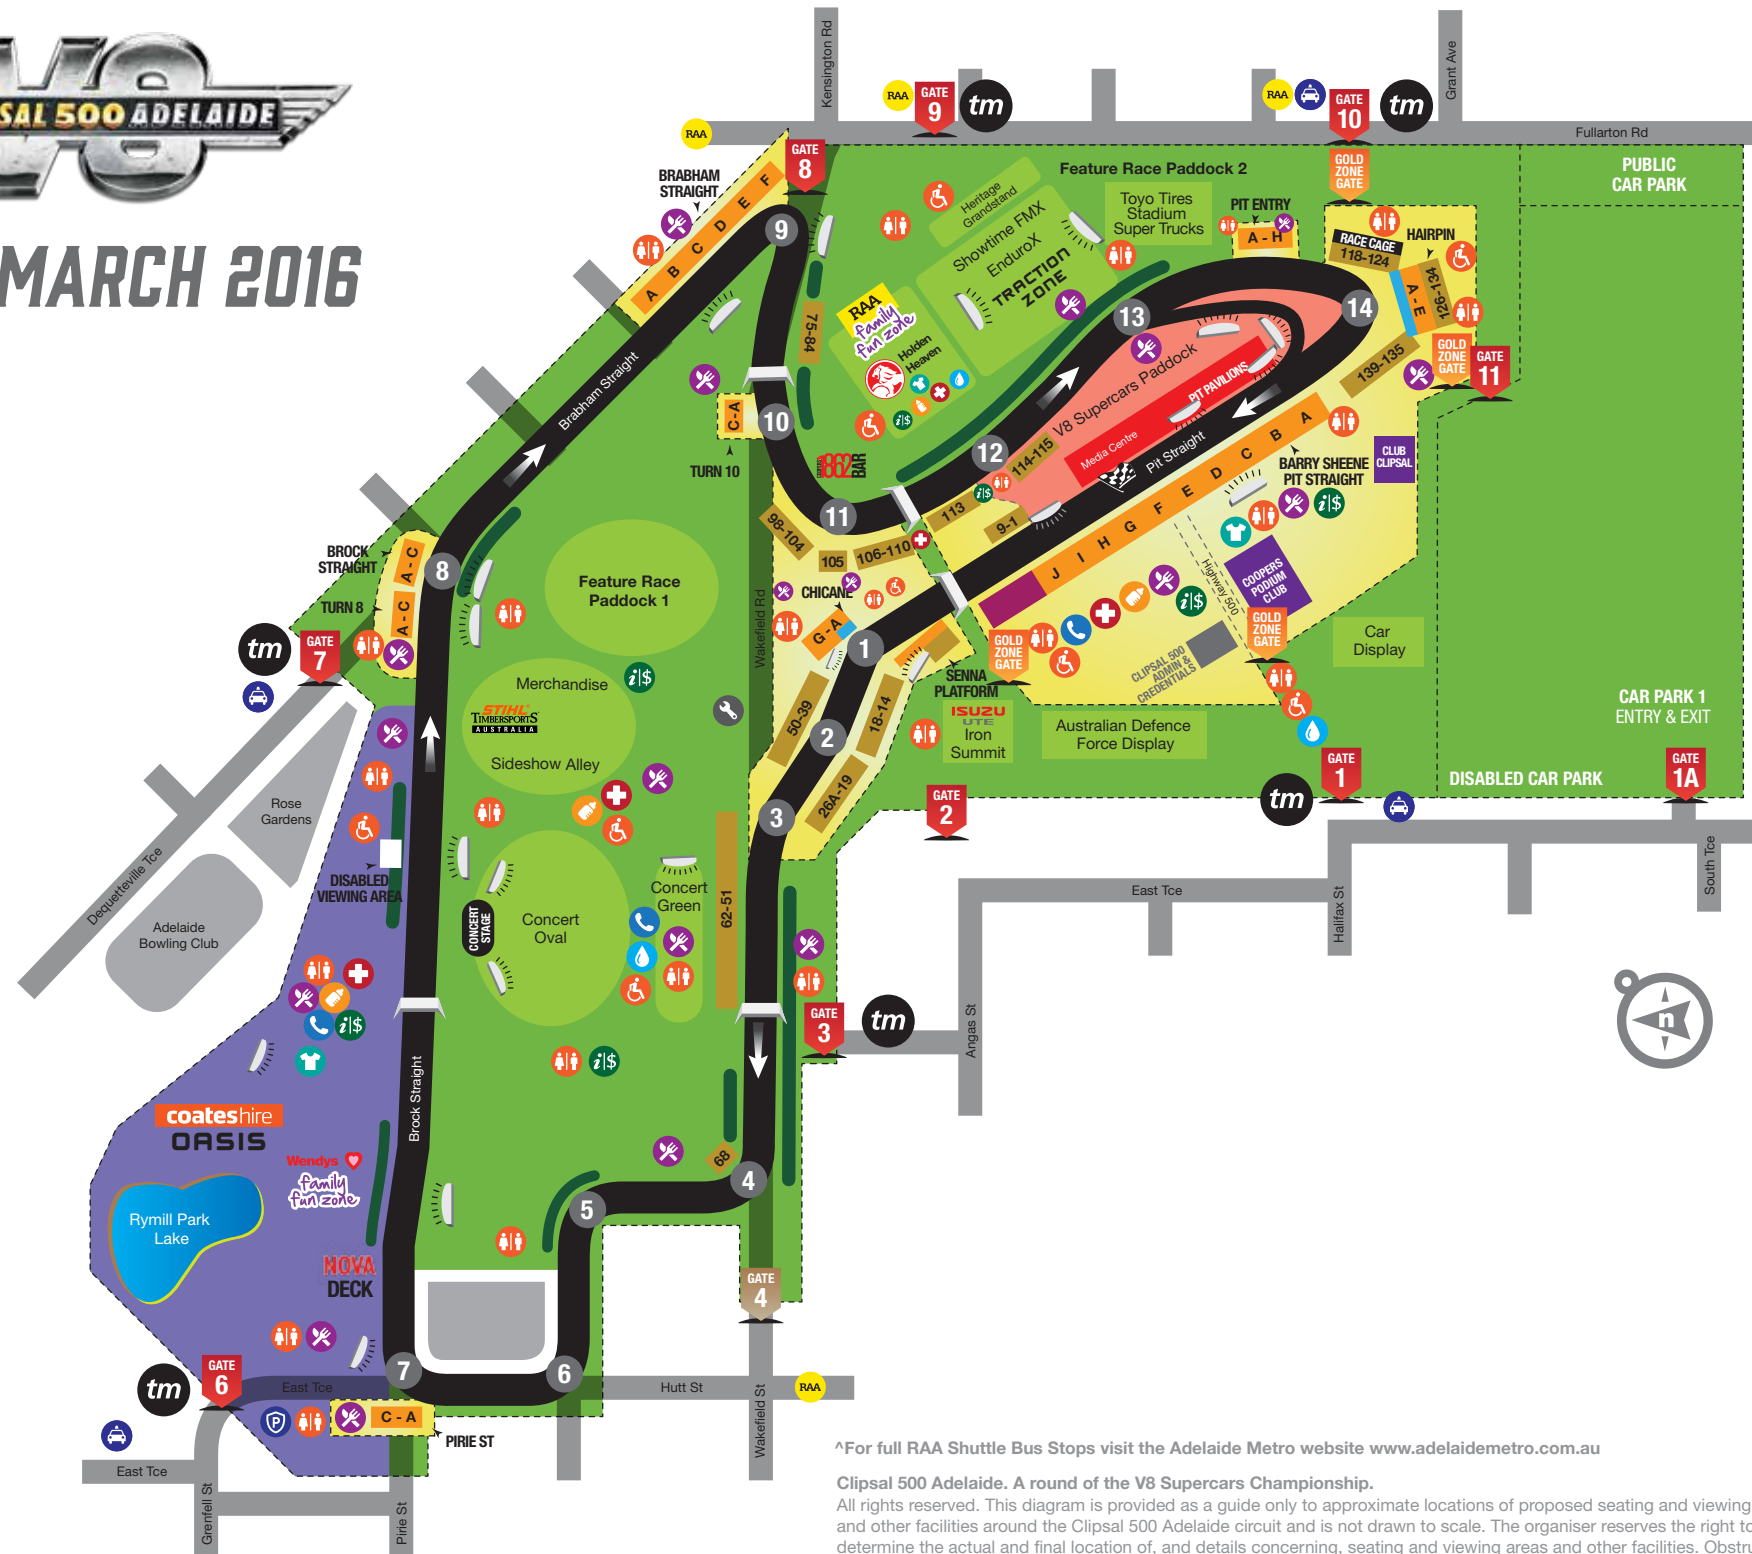 V8
SAL 500 ADELAIDE
MARCH 2016
Kensington Rd
Grant Ave
Fullarton Rd
RAA
RAA
GATE
9
tm
RAA
GATE
10
tm
GATE
8
GOLD
ZONE
GATE
PUBLIC
CAR PARK
BRABHAM
STRAIGHT
A B C D E F
9
Feature Race Paddock 2
Heritage
Grandstand
Showtime FMX
EnduroX
TRACTION
ZONE
Toyo Tires
Stadium
Super Trucks
PIT ENTRY
A - H
RACE CAGE
118-124
HAIRPIN
A - E
126-134
14
13
75-84
RAA
family
fun zone
Holden
Heaven
i|$
139-135
GOLD
ZONE
GATE
GATE
11
Brabham Straight
C - A
10
TURN 10
V8 Supercars Paddock
PIT PAVILIONS
Media Centre
Pit Straight
12
114-115
i|$
1862
BAR
11
113
9-1
98-104
105
106-110
J I H G F E D C B A
BARRY SHEENE
PIT STRAIGHT
CLUB
CLIPSAL
i|$
Highway 500
COOPERS
PODIUM
CLUB
BROCK
STRAIGHT
A - C
8
TURN 8
A - C
tm
GATE
7
Feature Race
Paddock 1
Wakefield Rd
CHICANE
G - A
1
SENNA
PLATFORM
GOLD
ZONE
GATE
i|$
GOLD
ZONE
GATE
CLIPSAL 500
ADMIN &
CREDENTIALS
Car
Display
CAR PARK 1
ENTRY & EXIT
Merchandise
i|$
STIHL
TIMBERSPORTS
AUSTRALIA
Sideshow Alley
50-39
2
18-14
26A-19
3
ISUZU
UTE
Iron
Summit
Australian Defence
Force Display
GATE
2
GATE
1
tm
DISABLED CAR PARK
GATE
1A
Rose
Gardens
Dequetteville Tce
Adelaide
Bowling Club
DISABLED
VIEWING AREA
CONCERT
STAGE
Concert
Oval
Concert
Green
62-51
East Tce
Halifax St
South Tce
Angas St
GATE
3
tm
i|$
i|$
n
Brock Straight
coateshire
OASIS
Wendys
family
fun zone
Rymill Park
Lake
NOVA
DECK
68
4
5
GATE
4
GATE
6
tm
7
6
East Tce
Hutt St
RAA
P
C - A
PIRIE ST
East Tce
Grenfell St
Pirie St
Wakefield St
^For full RAA Shuttle Bus Stops visit the Adelaide Metro website www.adelaidemetro.com.au
Clipsal 500 Adelaide. A round of the V8 Supercars Championship.
All rights reserved. This diagram is provided as a guide only to approximate locations of proposed seating and viewing
and other facilities around the Clipsal 500 Adelaide circuit and is not drawn to scale. The organiser reserves the right to
determine the actual and final location of, and details concerning, seating and viewing areas and other facilities. Obstru